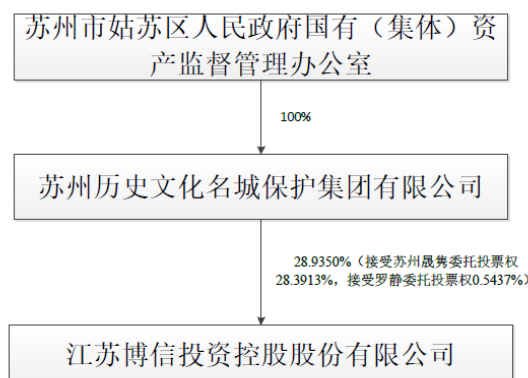 苏州市姑苏区人民政府国有（集体）资
产监督管理办公室
100%
苏州历史文化名城保护集团有限公司
28.9350%（接受苏州晟隽委托投票权
28.3913%，接受罗静委托投票权0.5437%）
江苏博信投资控股股份有限公司